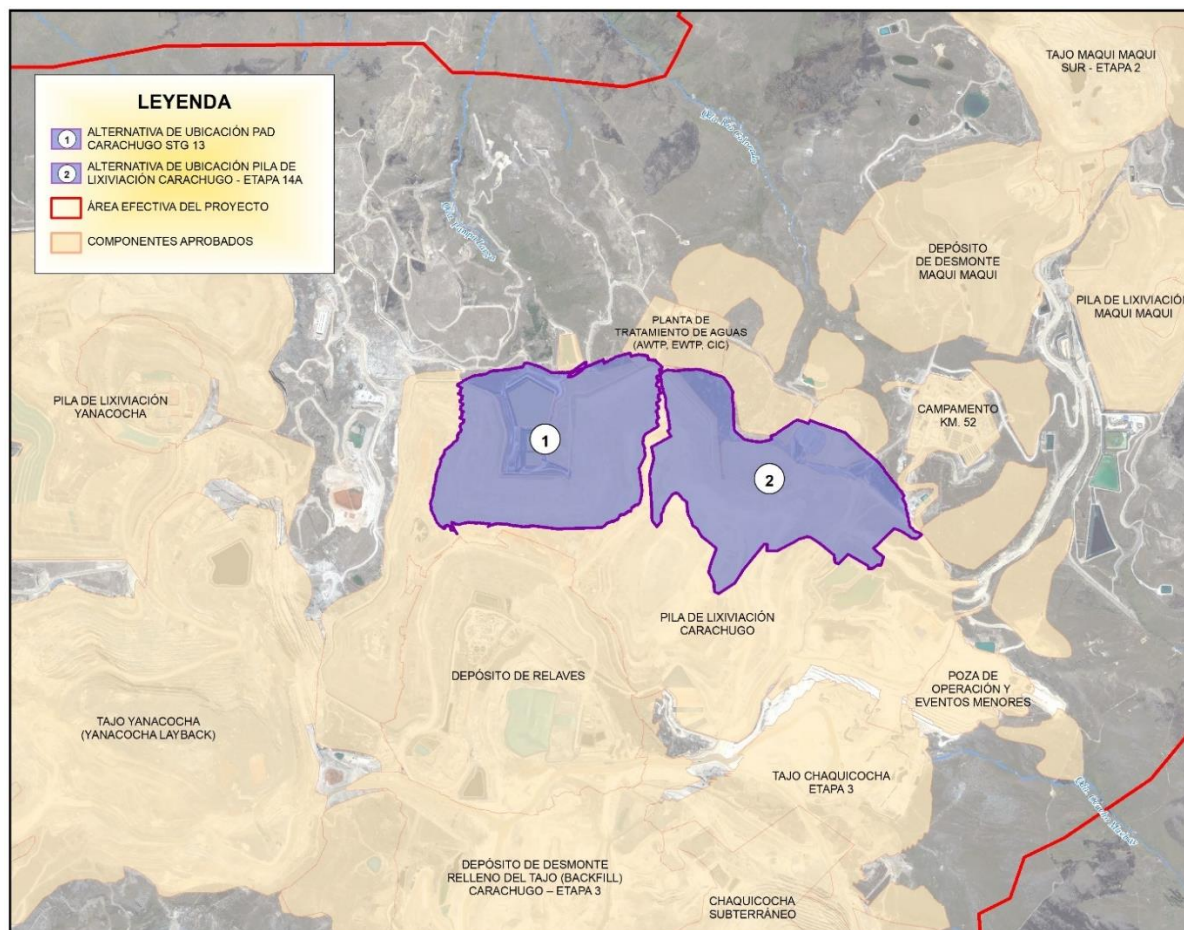 LEYENDA
1 ALTERNATIVA DE UBICACIÓN PAD
CARACHUGO STG 13
2 ALTERNATIVA DE UBICACIÓN PILA DE
LIXIVIACIÓN CARACHUGO - ETAPA 14A
ÁREA EFECTIVA DEL PROYECTO
COMPONENTES APROBADOS
TAJO MAQUI MAQUI
SUR - ETAPA 2
DEPÓSITO
DE DESMONTE
MAQUI MAQUI
PILA DE LIXIVIACIÓN
MAQUI MAQUI
PLANTA DE
TRATAMIENTO DE AGUAS
(AWTP, EWTP, CIC)
PILA DE LIXIVIACIÓN
YANACOCHA
CAMPAMENTO
KM. 52
1
2
PILA DE LIXIVIACIÓN
CARACHUGO
DEPÓSITO DE RELAVES
POZA DE
OPERACIÓN Y
EVENTOS MENORES
TAJO YANACOCHA
(YANACOCHA LAYBACK)
TAJO CHAQUICOCHA
ETAPA 3
DEPÓSITO DE DESMONTE
RELLENO DEL TAJO (BACKFILL)
CARACHUGO – ETAPA 3
CHAQUICOCHA
SUBTERRÁNEO